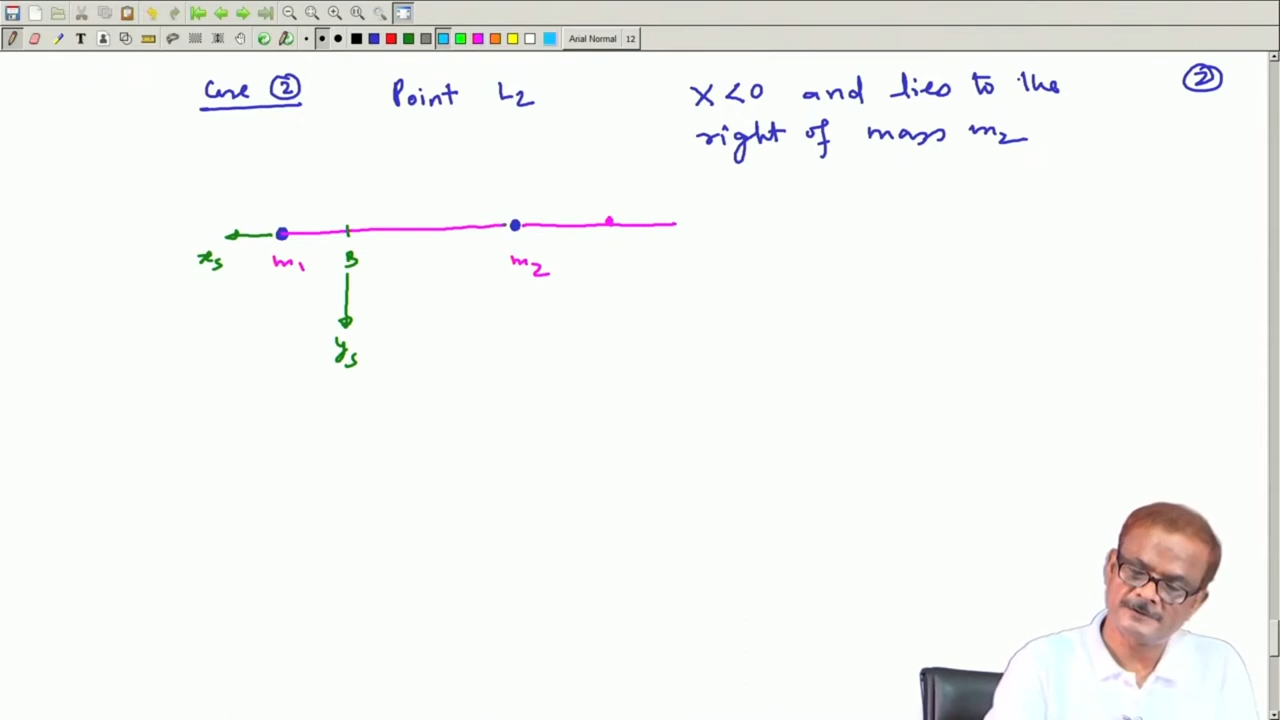 Arial Normal 12
Case ② Point L2 X<0 and lies to the ②
right of mass m2
xs m1 B m2
ys